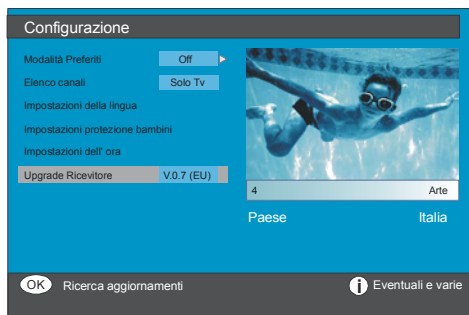 Configurazione
Modalità Preferiti Off
Elenco canali Solo Tv
Impostazioni della lingua
Impostazioni protezione bambini
Impostazioni dell' ora
Upgrade Ricevitore V.0.7 (EU)
4 Arte
Paese Italia
OK Ricerca aggiornamenti i Eventuali e varie